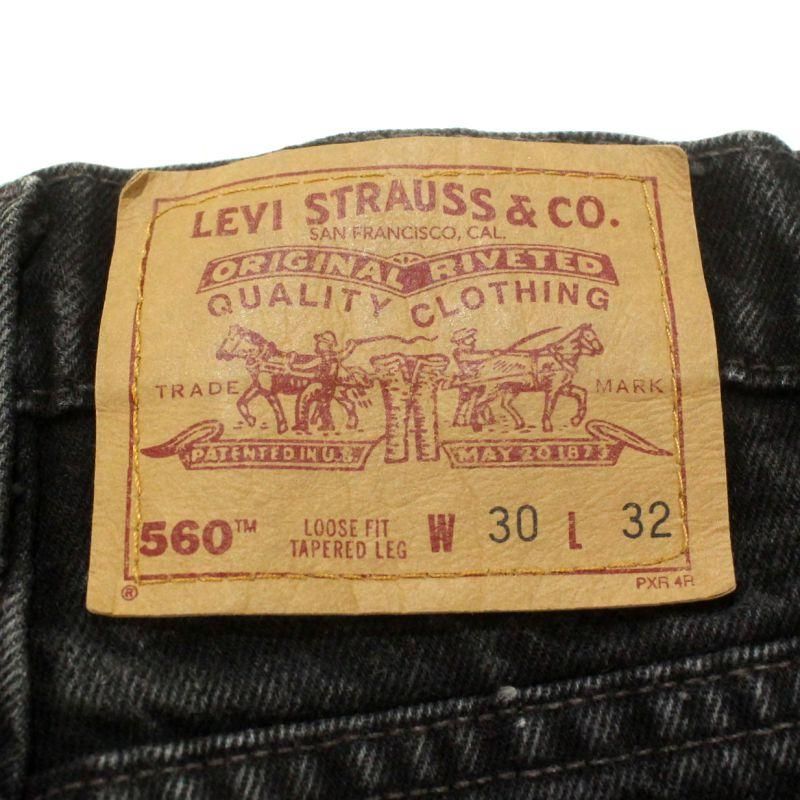 LEVI STRAUSS & CO.
SAN FRANCISCO, CAL.
ORIGINAL RIVETED
QUALITY CLOTHING
TRADE MARK
PATENTED IN U.S. MAY 20 1873
560™ LOOSE FIT TAPERED LEG W 30 L 32
® PXR 4R